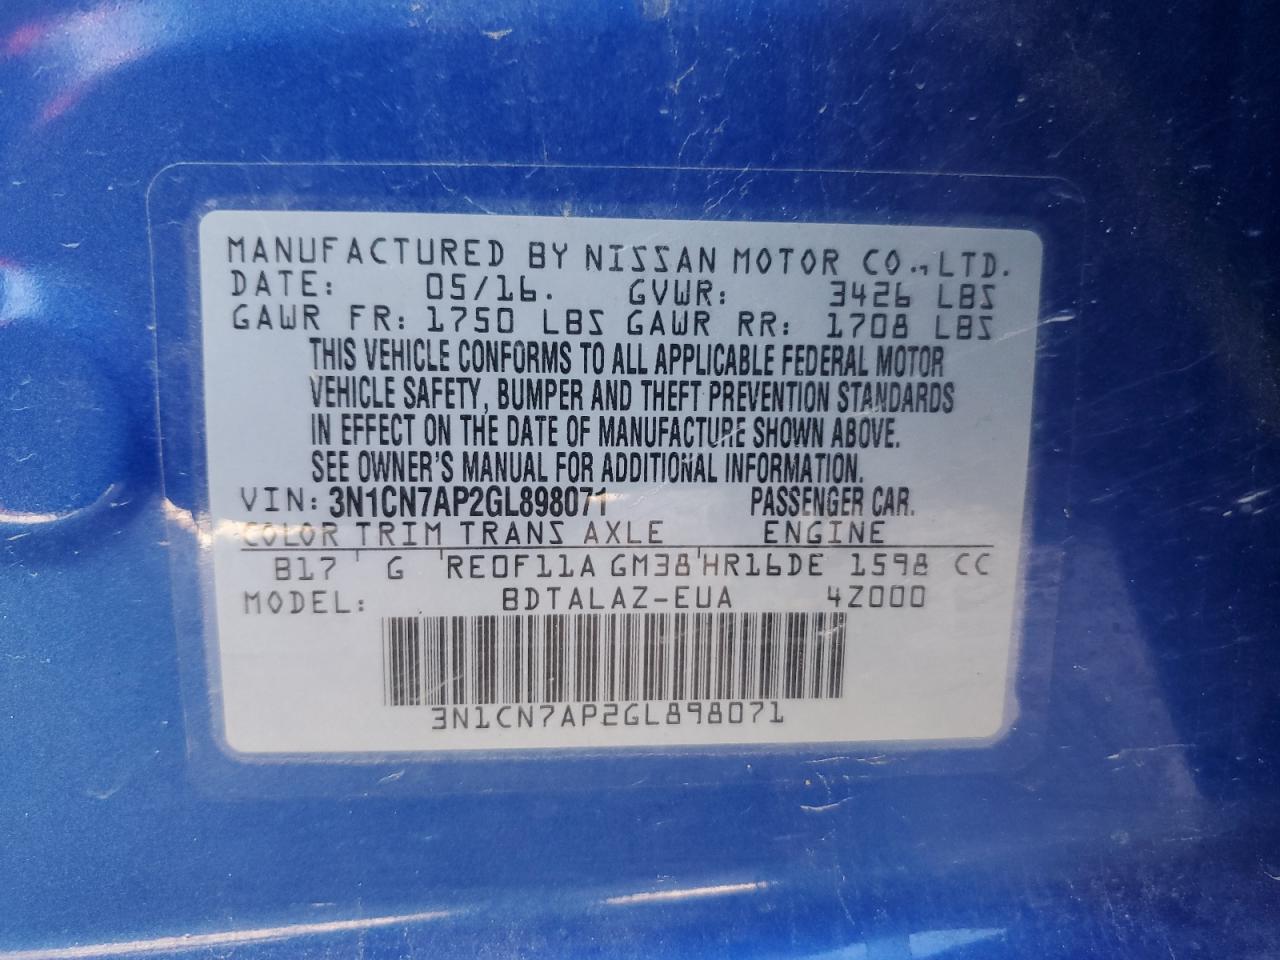 MANUFACTURED BY NISSAN MOTOR CO., LTD.
DATE: 05/16. GVWR: 3426 LBS
GAWR FR: 1750 LBS GAWR RR: 1708 LBS
THIS VEHICLE CONFORMS TO ALL APPLICABLE FEDERAL MOTOR
VEHICLE SAFETY, BUMPER AND THEFT PREVENTION STANDARDS
IN EFFECT ON THE DATE OF MANUFACTURE SHOWN ABOVE.
SEE OWNER'S MANUAL FOR ADDITIONAL INFORMATION.
VIN: 3N1CN7AP2GL898071 PASSENGER CAR.
COLOR TRIM TRANS AXLE ENGINE
B17 G RE0F11A GM38 HR16DE 1598 CC
MODEL: BDTALAZ-EUA 4Z000
3N1CN7AP2GL898071